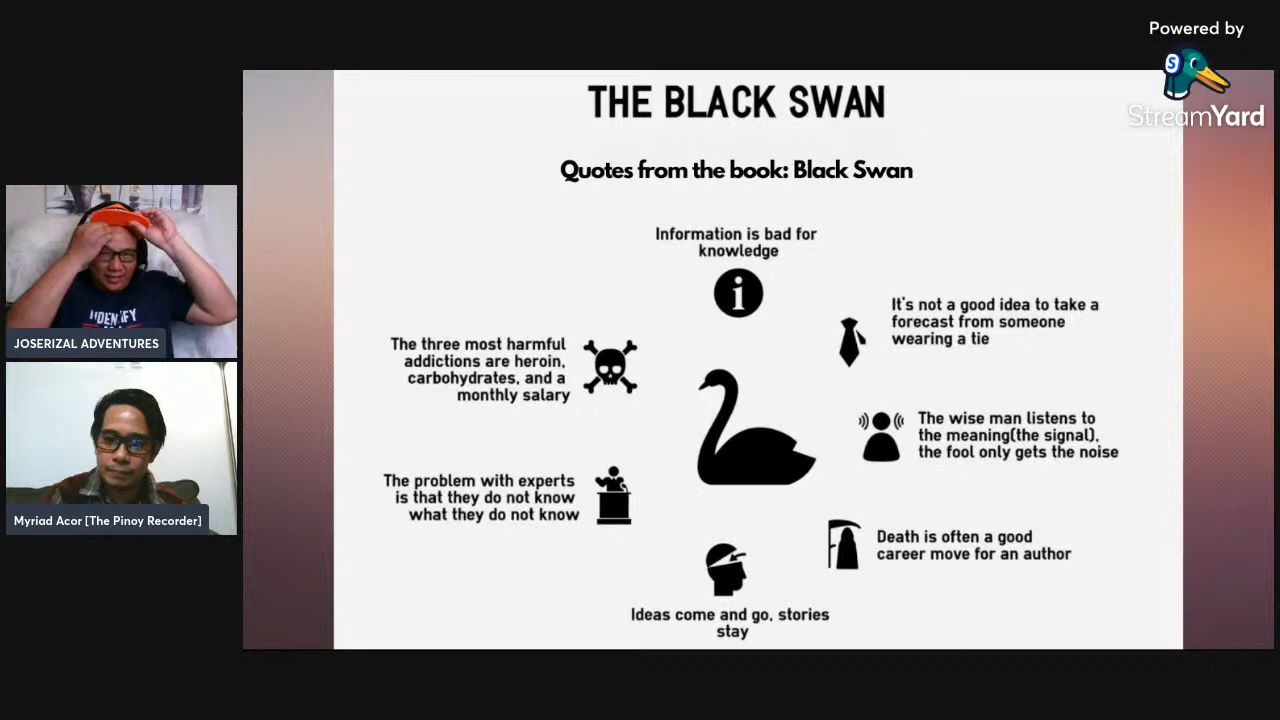 Powered by
S
StreamYard
THE BLACK SWAN
Quotes from the book: Black Swan
Information is bad for
knowledge
i
It's not a good idea to take a
forecast from someone
wearing a tie
The three most harmful
addictions are heroin,
carbohydrates, and a
monthly salary
The wise man listens to
the meaning(the signal),
the fool only gets the noise
The problem with experts
is that they do not know
what they do not know
Death is often a good
career move for an author
Ideas come and go, stories
stay
JOSERIZAL ADVENTURES
Myriad Acor [The Pinoy Recorder]